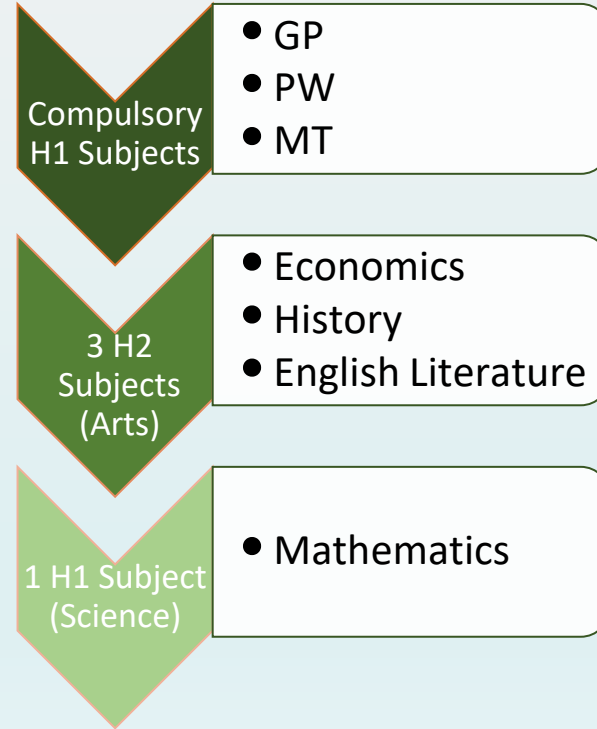 Compulsory
H1 Subjects
• GP
• PW
• MT
3 H2
Subjects
(Arts)
• Economics
• History
• English Literature
1 H1 Subject
(Science)
• Mathematics